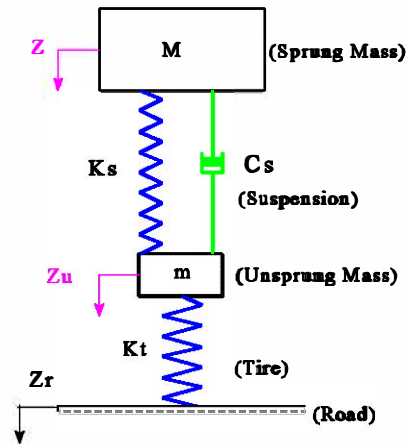 M
Z
(Sprung Mass)
Ks
Cs
(Suspension)
Zu
m
(Unsprung Mass)
Kt
Zr
(Tire)
(Road)